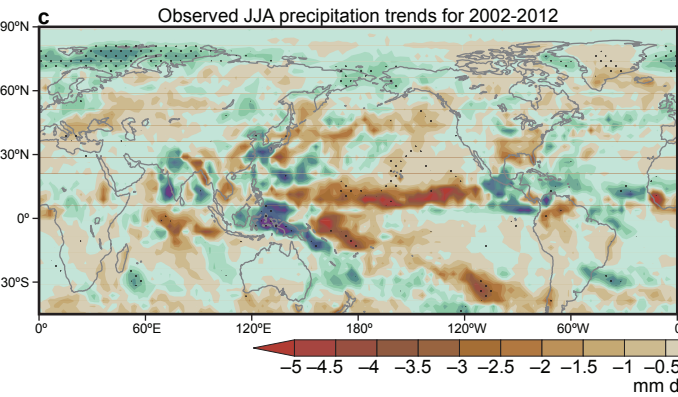 c Observed JJA precipitation trends for 2002-2012
90ºN
60ºN
30ºN
0º
30ºS
0º 60ºE 120ºE 180º 120ºW 60ºW 0
–5 –4.5 –4 –3.5 –3 –2.5 –2 –1.5 –1 –0.5
mm d